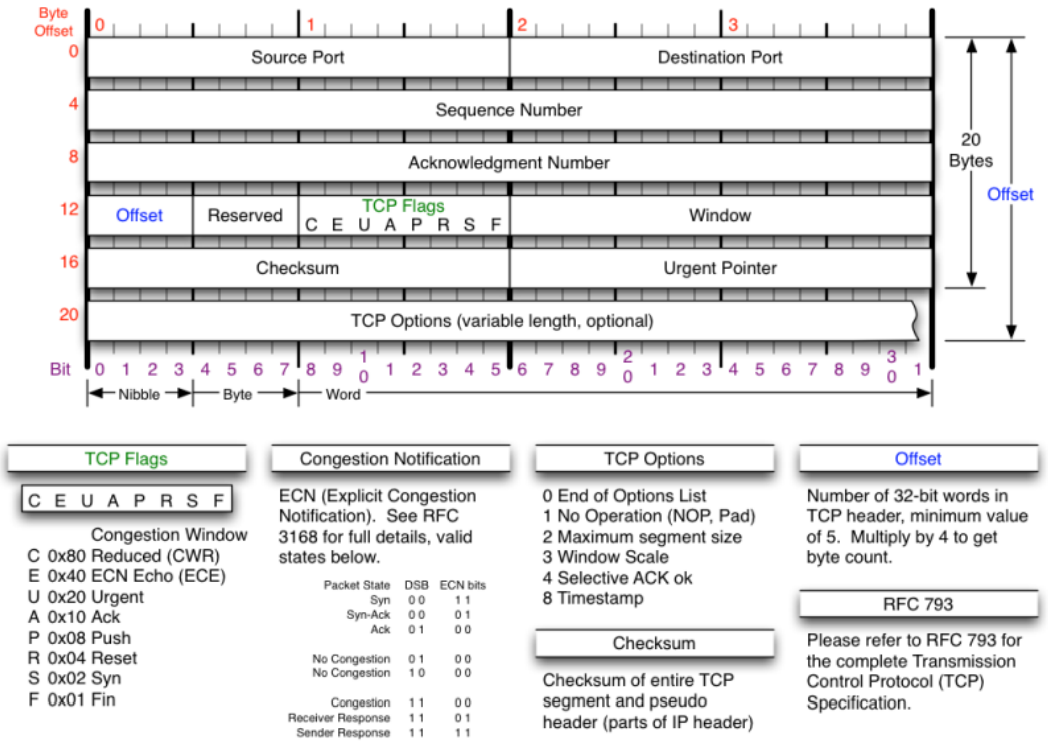 Byte
Offset
0 1 2 3
0 Source Port Destination Port
4 Sequence Number
8 Acknowledgment Number
20
Bytes
Offset
12 Offset Reserved TCP Flags Window
C E U A P R S F
16 Checksum Urgent Pointer
20 TCP Options (variable length, optional)
Bit 0 1 2 3 4 5 6 7 8 9 10 1 2 3 4 5 6 7 8 9 20 1 2 3 4 5 6 7 8 9 30 1
Nibble Byte Word
TCP Flags
C E U A P R S F
Congestion Window
C 0x80 Reduced (CWR)
E 0x40 ECN Echo (ECE)
U 0x20 Urgent
A 0x10 Ack
P 0x08 Push
R 0x04 Reset
S 0x02 Syn
F 0x01 Fin
Congestion Notification
ECN (Explicit Congestion
Notification). See RFC
3168 for full details, valid
states below.
Packet State DSB ECN bits
Syn 0 0 1 1
Syn-Ack 0 0 0 1
Ack 0 1 0 0
No Congestion 0 1 0 0
No Congestion 1 0 0 0
Congestion 1 1 0 0
Receiver Response 1 1 0 1
Sender Response 1 1 1 1
TCP Options
0 End of Options List
1 No Operation (NOP, Pad)
2 Maximum segment size
3 Window Scale
4 Selective ACK ok
8 Timestamp
Checksum
Checksum of entire TCP
segment and pseudo
header (parts of IP header)
Offset
Number of 32-bit words in
TCP header, minimum value
of 5. Multiply by 4 to get
byte count.
RFC 793
Please refer to RFC 793 for
the complete Transmission
Control Protocol (TCP)
Specification.